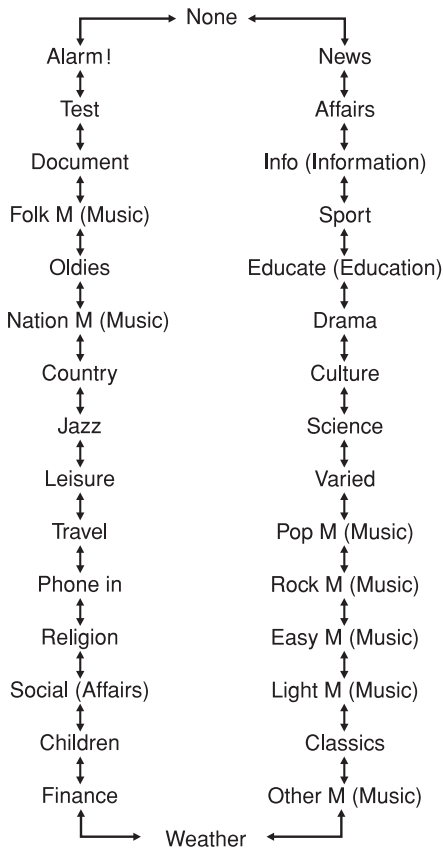 None
Alarm! News
Test Affairs
Document Info (Information)
Folk M (Music) Sport
Oldies Educate (Education)
Nation M (Music) Drama
Country Culture
Jazz Science
Leisure Varied
Travel Pop M (Music)
Phone in Rock M (Music)
Religion Easy M (Music)
Social (Affairs) Light M (Music)
Children Classics
Finance Other M (Music)
Weather